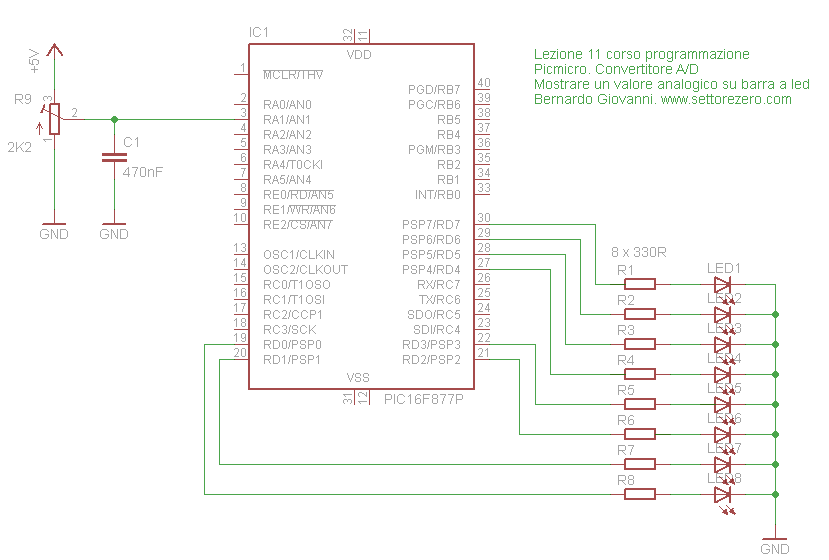 IC1
Lezione 11 corso programmazione
Picmicro. Convertitore A/D
Mostrare un valore analogico su barra a led
Bernardo Giovanni. www.settorezero.com
+5V
R9
2K2
3
2
1
C1
470nF
GND
GND
32
11
VDD
1 MCLR/THV
2 RA0/AN0
3 RA1/AN1
4 RA2/AN2
5 RA3/AN3
6 RA4/T0CKI
7 RA5/AN4
8 RE0/RD/AN5
9 RE1/WR/AN6
10 RE2/CS/AN7
13 OSC1/CLKIN
14 OSC2/CLKOUT
15 RC0/T1OSO
16 RC1/T1OSI
17 RC2/CCP1
18 RC3/SCK
19 RD0/PSP0
20 RD1/PSP1
PGD/RB7 40
PGC/RB6 39
RB5 38
RB4 37
PGM/RB3 36
RB2 35
RB1 34
INT/RB0 33
PSP7/RD7 30
PSP6/RD6 29
PSP5/RD5 28
PSP4/RD4 27
RX/RC7 26
TX/RC6 25
SDO/RC5 24
SDI/RC4 23
RD3/PSP3 22
RD2/PSP2 21
VSS
31
12
PIC16F877P
8 x 330R
R1 LED1
R2 LED2
R3 LED3
R4 LED4
R5 LED5
R6 LED6
R7 LED7
R8 LED8
GND